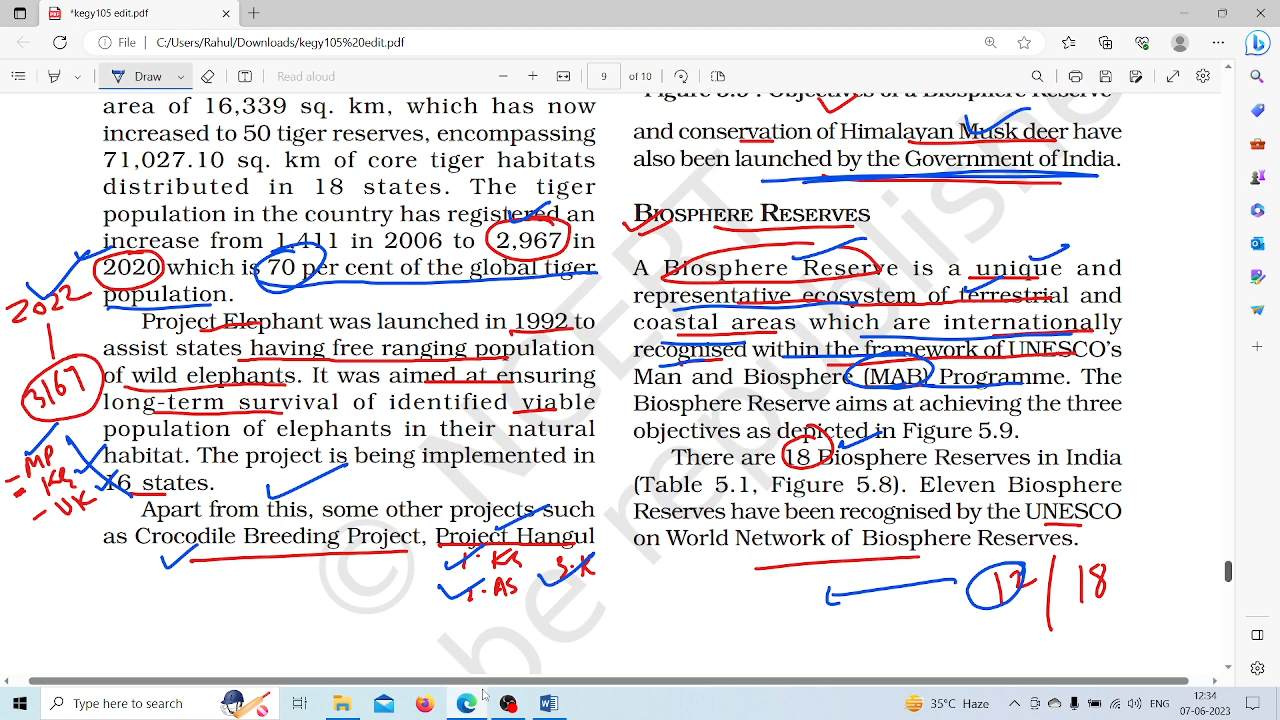 *kegy105 edit.pdf
File C:/Users/Rahul/Downloads/kegy105%20edit.pdf
Draw Read aloud 9 of 10
area of 16,339 sq. km, which has now
increased to 50 tiger reserves, encompassing
71,027.10 sq. km of core tiger habitats
distributed in 18 states. The tiger
population in the country has registered an
increase from 1,411 in 2006 to 2,967 in
2020 which is 70 per cent of the global tiger
population.
2022
3167
MP
KR
UK
Project Elephant was launched in 1992 to
assist states having free ranging population
of wild elephants. It was aimed at ensuring
long-term survival of identified viable
population of elephants in their natural
habitat. The project is being implemented in
16 states.
Apart from this, some other projects such
as Crocodile Breeding Project, Project Hangul
AS
Figure 5.9 : Objectives of a Biosphere Reserve
and conservation of Himalayan Musk deer have
also been launched by the Government of India.
BIOSPHERE RESERVES
A Biosphere Reserve is a unique and
representative ecosystem of terrestrial and
coastal areas which are internationally
recognised within the framework of UNESCO's
Man and Biosphere (MAB) Programme. The
Biosphere Reserve aims at achieving the three
objectives as depicted in Figure 5.9.
There are 18 Biosphere Reserves in India
(Table 5.1, Figure 5.8). Eleven Biosphere
Reserves have been recognised by the UNESCO
on World Network of Biosphere Reserves.
12 / 18
© NCERT
be republishe
Type here to search
35°C Haze
ENG
12:34
07-06-2023